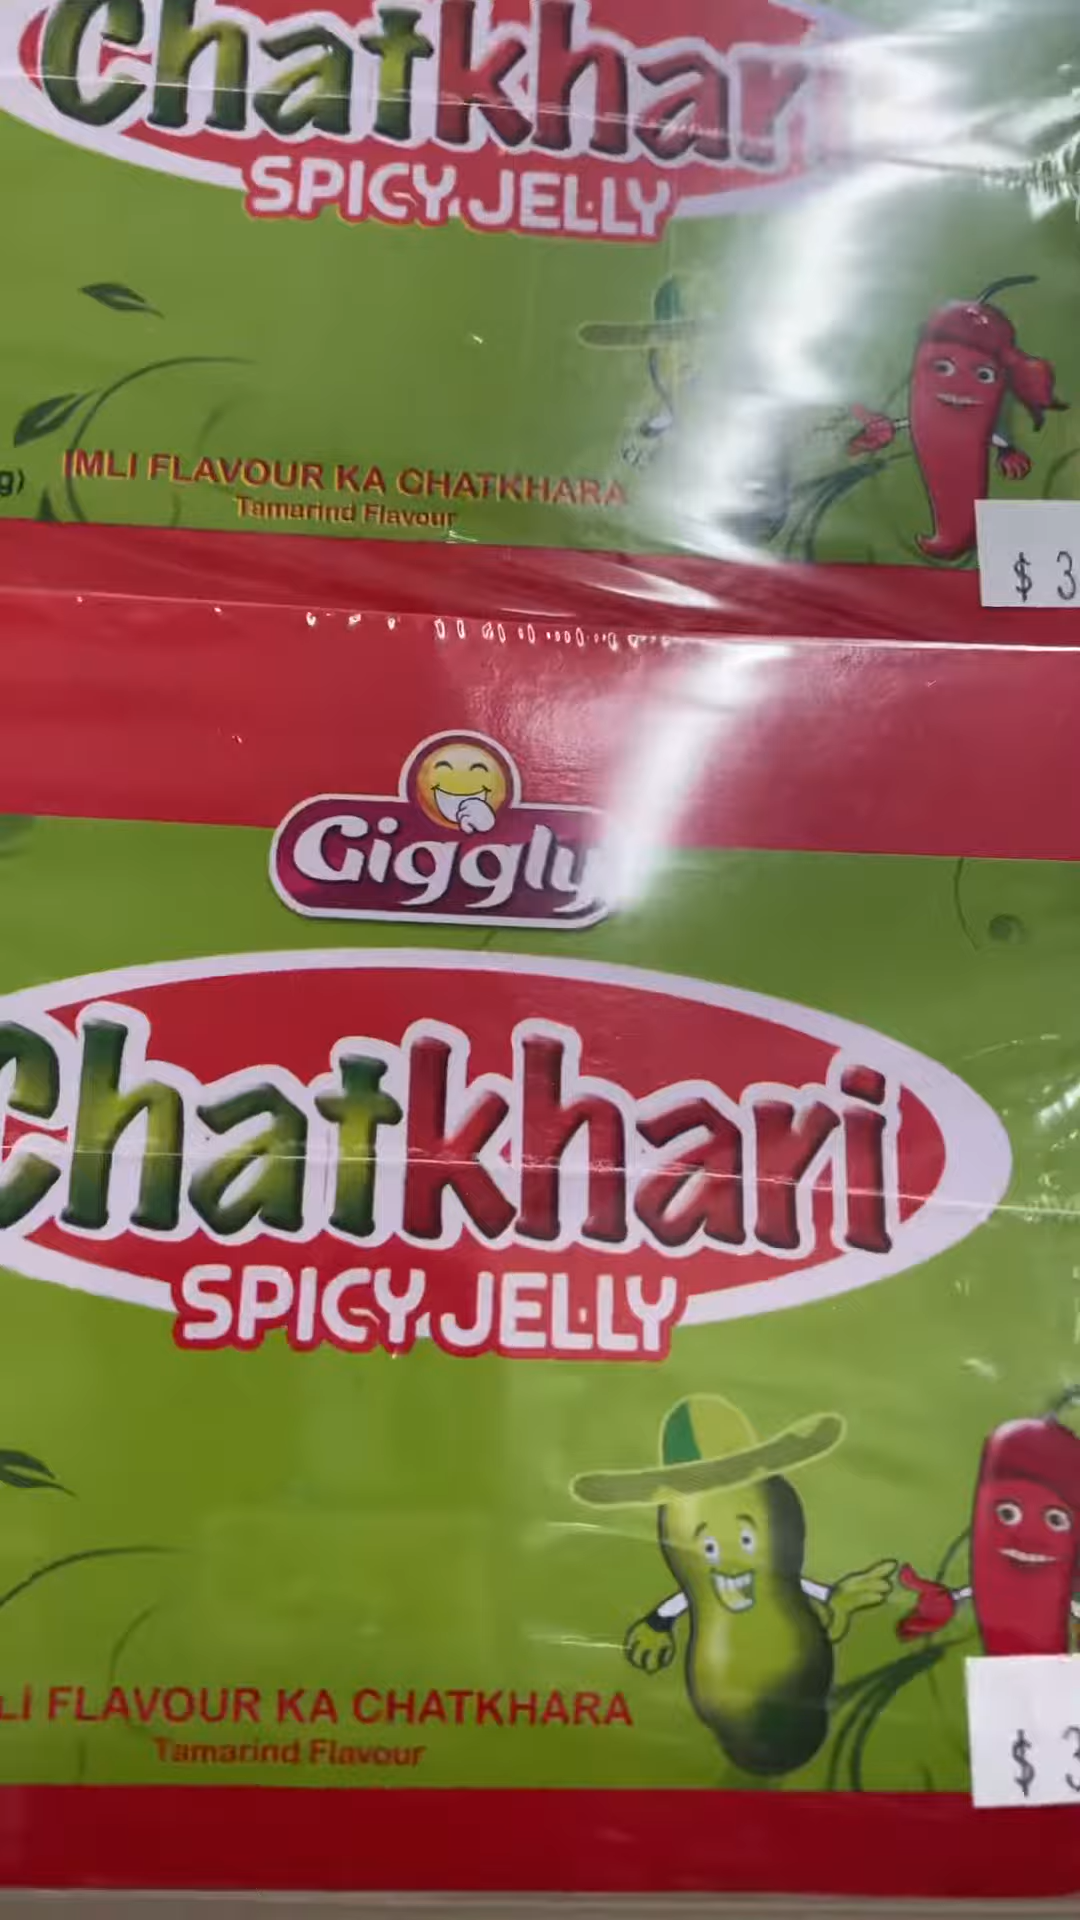 Chatkhari
SPICY JELLY
g)
IMLI FLAVOUR KA CHATKHARA
Tamarind Flavour
$ 3
Giggly
Chatkhari
SPICY JELLY
LI FLAVOUR KA CHATKHARA
Tamarind Flavour
$ 3